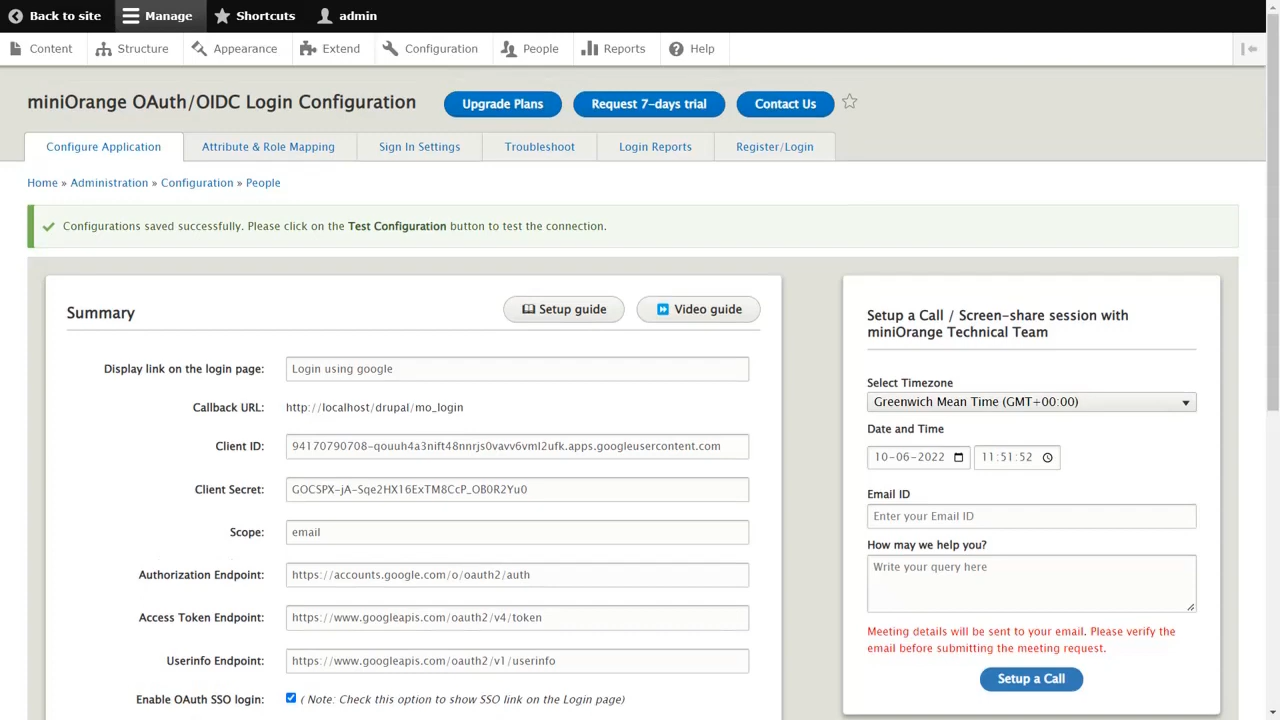 Back to site Manage Shortcuts admin
Content Structure Appearance Extend Configuration People Reports Help
miniOrange OAuth/OIDC Login Configuration Upgrade Plans Request 7-days trial Contact Us
Configure Application Attribute & Role Mapping Sign In Settings Troubleshoot Login Reports Register/Login
Home » Administration » Configuration » People
Configurations saved successfully. Please click on the Test Configuration button to test the connection.
Summary Setup guide Video guide
Display link on the login page: Login using google
Callback URL: http://localhost/drupal/mo_login
Client ID: 94170790708-qouuh4a3nift48nnrjs0vavv6vml2ufk.apps.googleusercontent.com
Client Secret: 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
Scope: email
Authorization Endpoint: https://accounts.google.com/o/oauth2/auth
Access Token Endpoint: https://www.googleapis.com/oauth2/v4/token
Userinfo Endpoint: https://www.googleapis.com/oauth2/v1/userinfo
Enable OAuth SSO login: ( Note: Check this option to show SSO link on the Login page)
Setup a Call / Screen-share session with
miniOrange Technical Team
Select Timezone
Greenwich Mean Time (GMT+00:00)
Date and Time
10-06-2022 11:51:52
Email ID
Enter your Email ID
How may we help you?
Write your query here
Meeting details will be sent to your email. Please verify the
email before submitting the meeting request.
Setup a Call